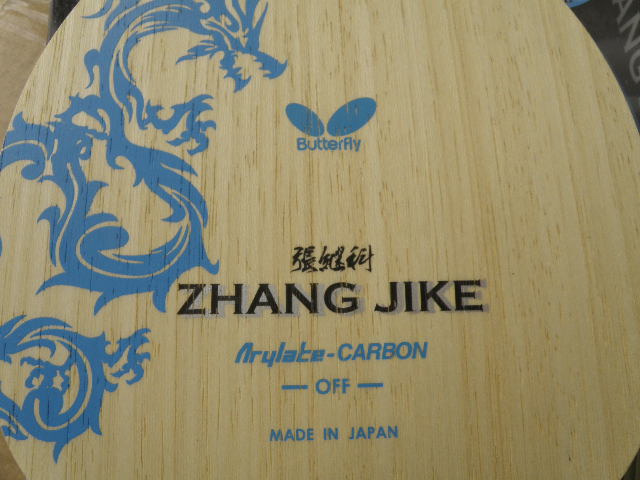 Butterfly
張継科
ZHANG JIKE
Arylate-CARBON
OFF
MADE IN JAPAN